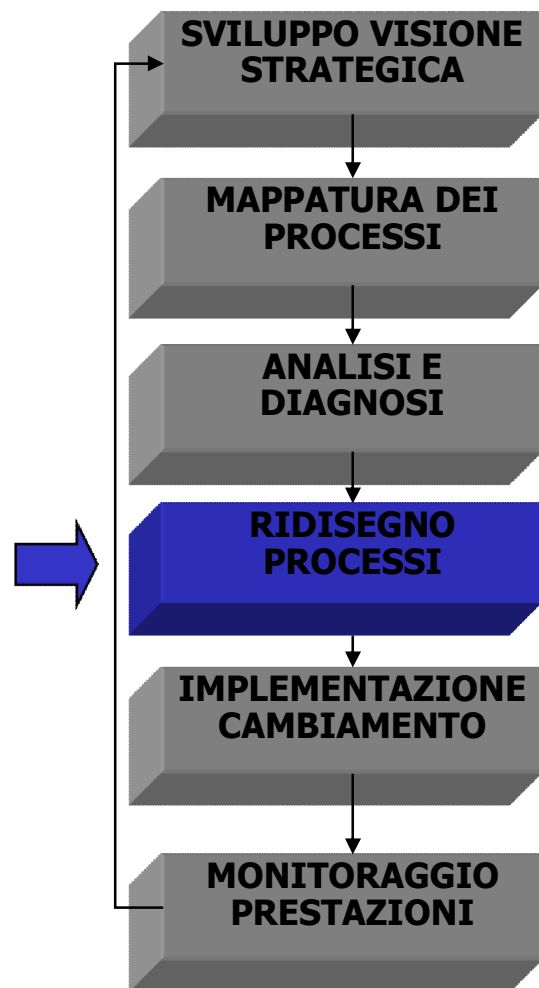 SVILUPPO VISIONE
STRATEGICA
MAPPATURA DEI
PROCESSI
ANALISI E
DIAGNOSI
RIDISEGNO
PROCESSI
IMPLEMENTAZIONE
CAMBIAMENTO
MONITORAGGIO
PRESTAZIONI